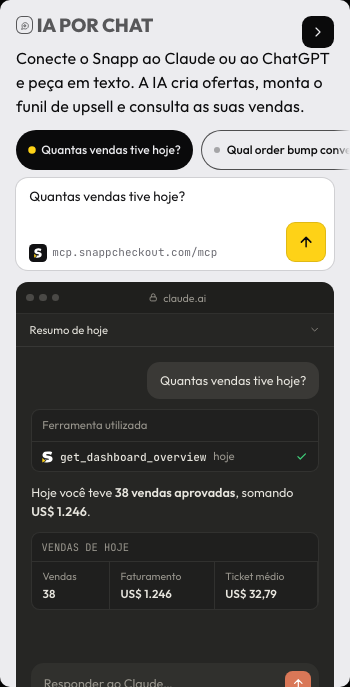 IA POR CHAT
Conecte o Snapp ao Claude ou ao ChatGPT
e peça em texto. A IA cria ofertas, monta o
funil de upsell e consulta as suas vendas.
Quantas vendas tive hoje?
Qual order bump
Quantas vendas tive hoje?
mcp.snappcheckout.com/mcp
claude.ai
Resumo de hoje
Quantas vendas tive hoje?
Ferramenta utilizada
get_dashboard_overview hoje
Hoje você teve 38 vendas aprovadas, somando
US$ 1.246.
VENDAS DE HOJE
Vendas Faturamento Ticket médio
38 US$ 1.246 US$ 32,79
Responder ao Claude...